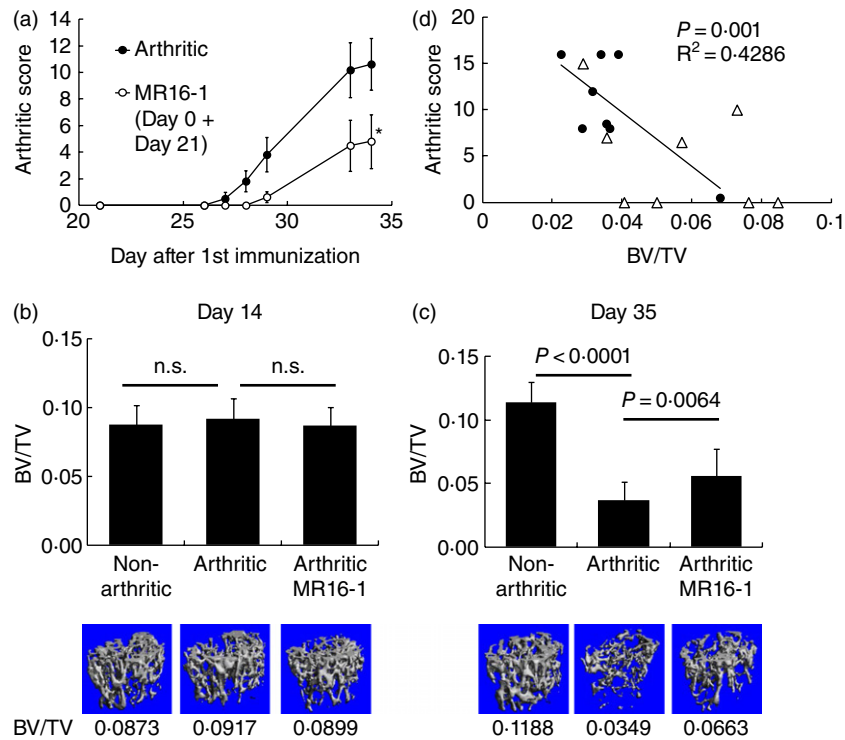 (a)
14
12
10
8
6
4
2
0
Arthritic score
Arthritic
MR16-1
(Day 0 +
Day 21)
*
20 25 30 35
Day after 1st immunization
(d)
20
15
10
5
0
Arthritic score
P = 0·001
R² = 0·4286
0 0·02 0·04 0·06 0·08 0·1
BV/TV
(b) Day 14
0·15
0·10
0·05
0·00
BV/TV
n.s. n.s.
Non-
arthritic
Arthritic
Arthritic
MR16-1
(c) Day 35
0·15
0·10
0·05
0·00
BV/TV
P < 0·0001
P = 0·0064
Non-
arthritic
Arthritic
Arthritic
MR16-1
BV/TV 0·0873 0·0917 0·0899 0·1188 0·0349 0·0663